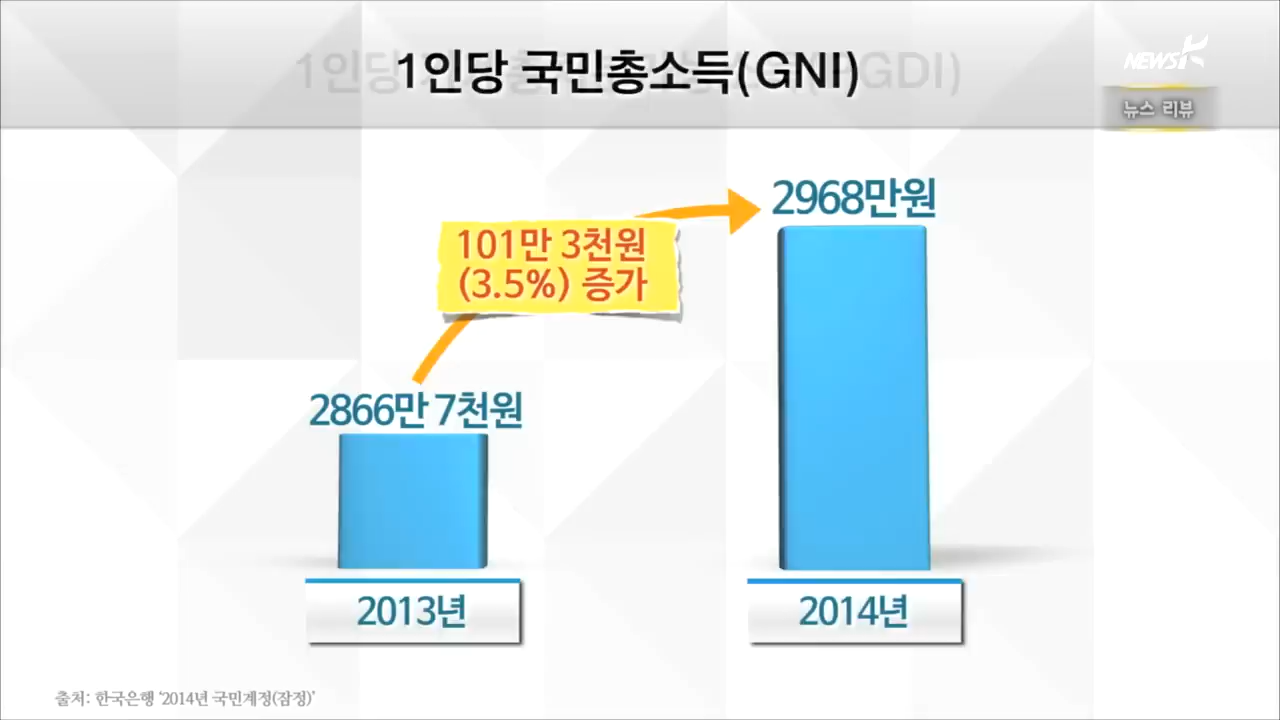 1인당 국민총소득(GNI)
GDI)
NEWSK
뉴스 리뷰
2968만원
101만 3천원
(3.5%) 증가
2866만 7천원
2013년
2014년
출처: 한국은행 '2014년 국민계정(잠정)'